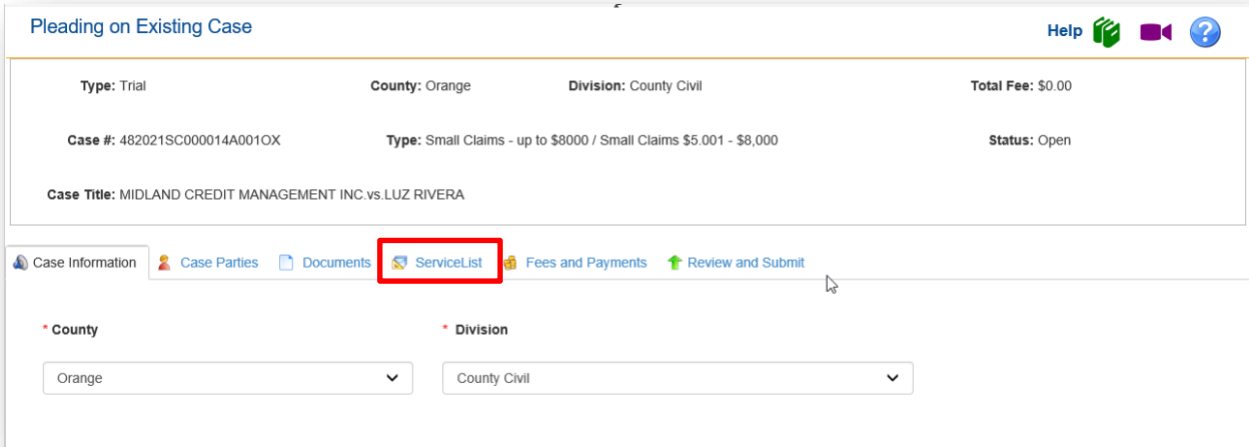 Pleading on Existing Case
Help
Type: Trial County: Orange Division: County Civil Total Fee: $0.00
Case #: 482021SC000014A001OX Type: Small Claims - up to $8000 / Small Claims $5.001 - $8,000 Status: Open
Case Title: MIDLAND CREDIT MANAGEMENT INC.vs.LUZ RIVERA
Case Information Case Parties Documents ServiceList Fees and Payments Review and Submit
* County * Division
Orange County Civil